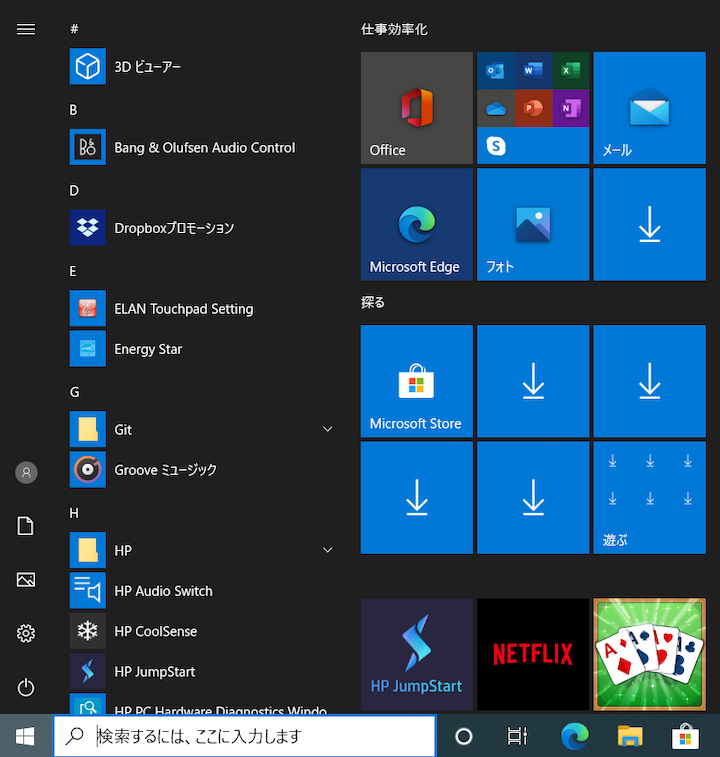 #
3D ビューアー
B
Bang & Olufsen Audio Control
D
Dropboxプロモーション
E
ELAN Touchpad Setting
Energy Star
G
Git
Groove ミュージック
H
HP
HP Audio Switch
HP CoolSense
HP JumpStart
HP PC Hardware Diagnostics Windo
仕事効率化
Office
メール
Microsoft Edge
フォト
探る
Microsoft Store
遊ぶ
HP JumpStart
NETFLIX
検索するには、ここに入力します